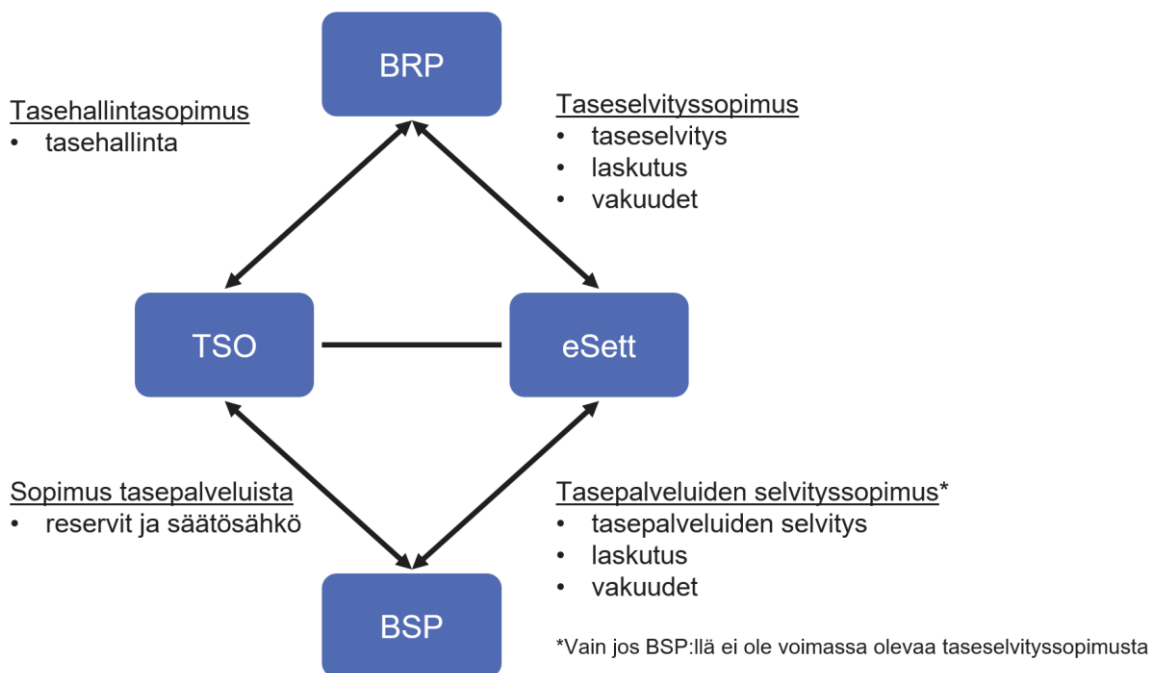 BRP
Tasehallintasopimus
• tasehallinta
Taseselvityssopimus
• taseselvitys
• laskutus
• vakuudet
TSO
eSett
Sopimus tasepalveluista
• reservit ja säätösähkö
Tasepalveluiden selvityssopimus*
• tasepalveluiden selvitys
• laskutus
• vakuudet
BSP
*Vain jos BSP:llä ei ole voimassa olevaa taseselvityssopimusta